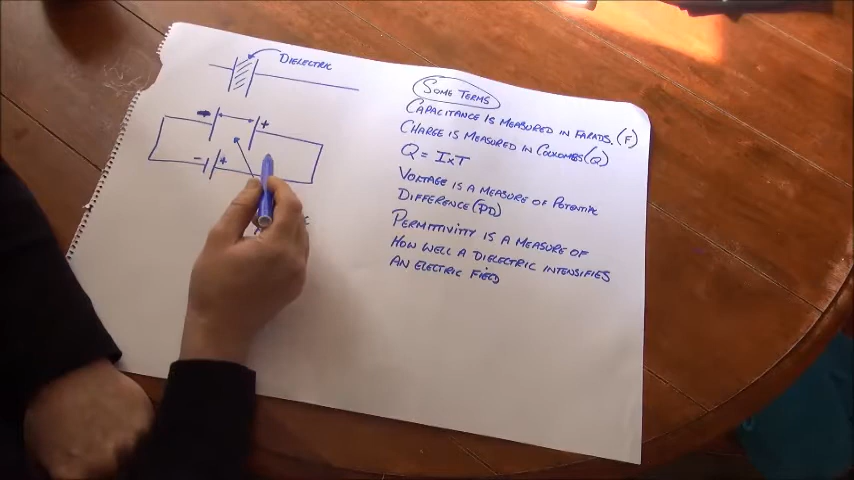 DIELECTRIC
+
- +
SOME TERMS
CAPACITANCE IS MEASURED IN FARADS. (F)
CHARGE IS MEASURED IN COULOMBS (Q)
Q = I x T
VOLTAGE IS A MEASURE OF POTENTIAL
DIFFERENCE (PD)
PERMITTIVITY IS A MEASURE OF
HOW WELL A DIELECTRIC INTENSIFIES
AN ELECTRIC FIELD